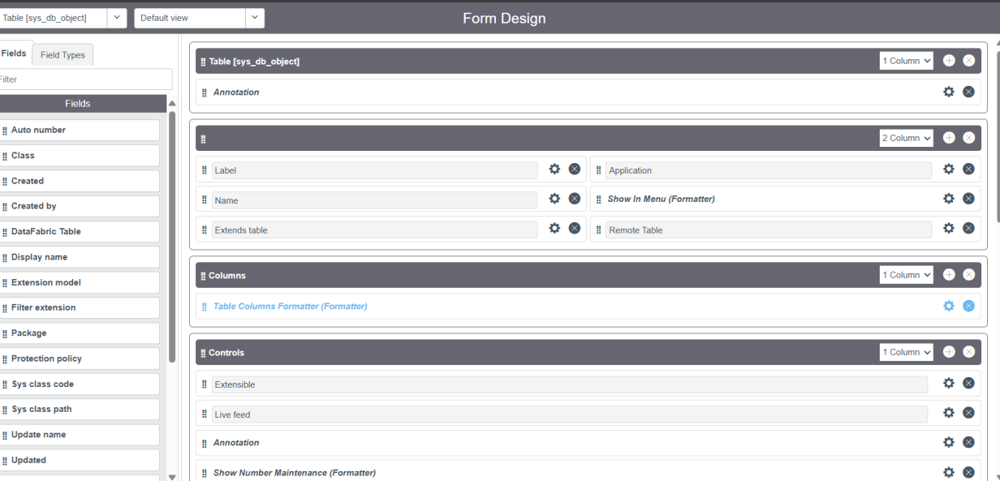 Table [sys_db_object]
Default view
Form Design
Fields
Field Types
Filter
Fields
Auto number
Class
Created
Created by
DataFabric Table
Display name
Extension model
Filter extension
Package
Protection policy
Sys class code
Sys class path
Update name
Updated
Table [sys_db_object]
1 Column
Annotation
2 Column
Label
Application
Name
Show In Menu (Formatter)
Extends table
Remote Table
Columns
1 Column
Table Columns Formatter (Formatter)
Controls
1 Column
Extensible
Live feed
Annotation
Show Number Maintenance (Formatter)